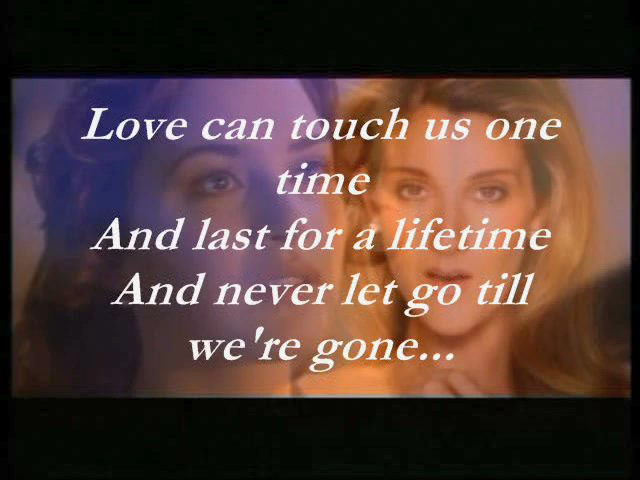 Love can touch us one
time
And last for a lifetime
And never let go till
we're gone...